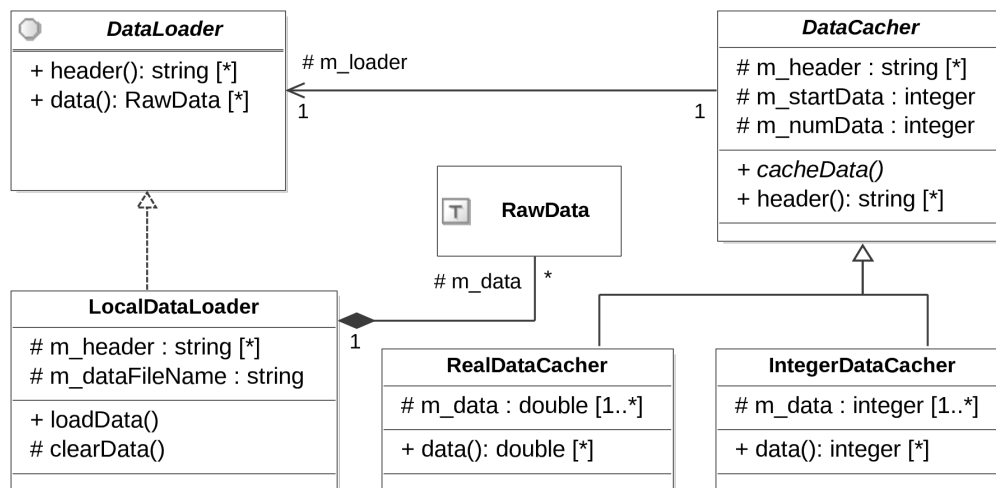 DataLoader
+ header(): string [*]
+ data(): RawData [*]
# m_loader
1
1
DataCacher
# m_header : string [*]
# m_startData : integer
# m_numData : integer
+ cacheData()
+ header(): string [*]
T
RawData
# m_data
*
1
LocalDataLoader
# m_header : string [*]
# m_dataFileName : string
+ loadData()
# clearData()
RealDataCacher
# m_data : double [1..*]
+ data(): double [*]
IntegerDataCacher
# m_data : integer [1..*]
+ data(): integer [*]